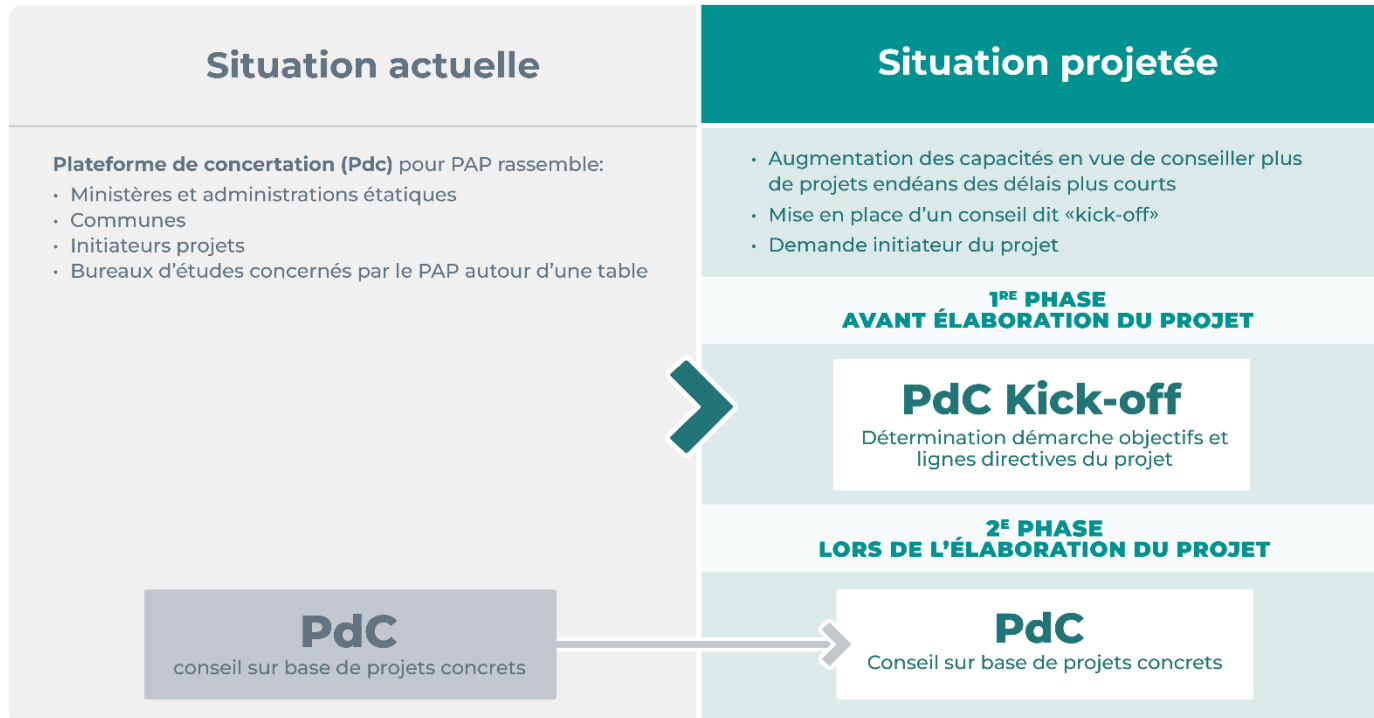 Situation actuelle
Plateforme de concertation (Pdc) pour PAP rassemble:
• Ministères et administrations étatiques
• Communes
• Initiateurs projets
• Bureaux d'études concernés par le PAP autour d'une table
PdC
conseil sur base de projets concrets
Situation projetée
• Augmentation des capacités en vue de conseiller plus
de projets endéans des délais plus courts
• Mise en place d'un conseil dit «kick-off»
• Demande initiateur du projet
1RE PHASE
AVANT ÉLABORATION DU PROJET
PdC Kick-off
Détermination démarche objectifs et
lignes directives du projet
2E PHASE
LORS DE L'ÉLABORATION DU PROJET
PdC
Conseil sur base de projets concrets